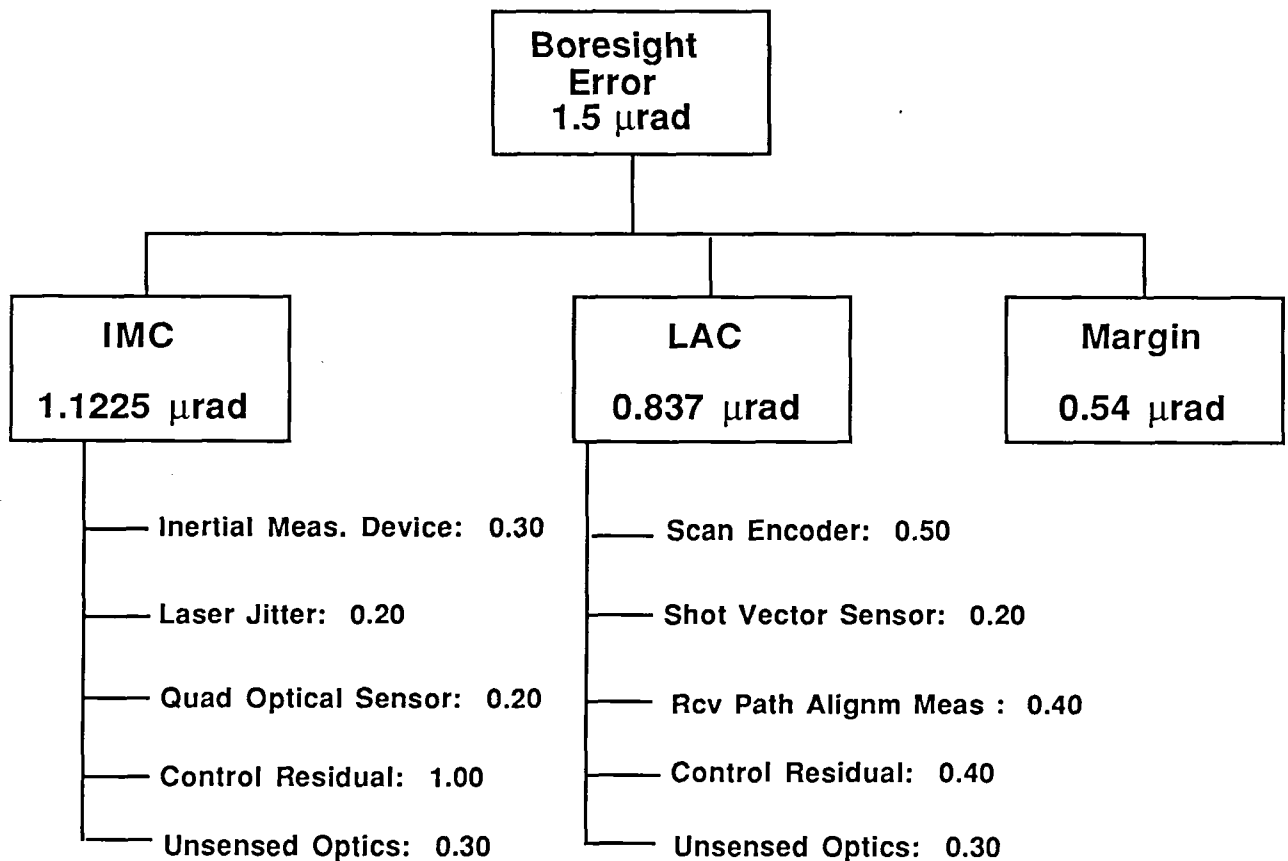 Boresight
Error
1.5 µrad
IMC
1.1225 µrad
LAC
0.837 µrad
Margin
0.54 µrad
Inertial Meas. Device: 0.30
Laser Jitter: 0.20
Quad Optical Sensor: 0.20
Control Residual: 1.00
Unsensed Optics: 0.30
Scan Encoder: 0.50
Shot Vector Sensor: 0.20
Rcv Path Alignm Meas : 0.40
Control Residual: 0.40
Unsensed Optics: 0.30